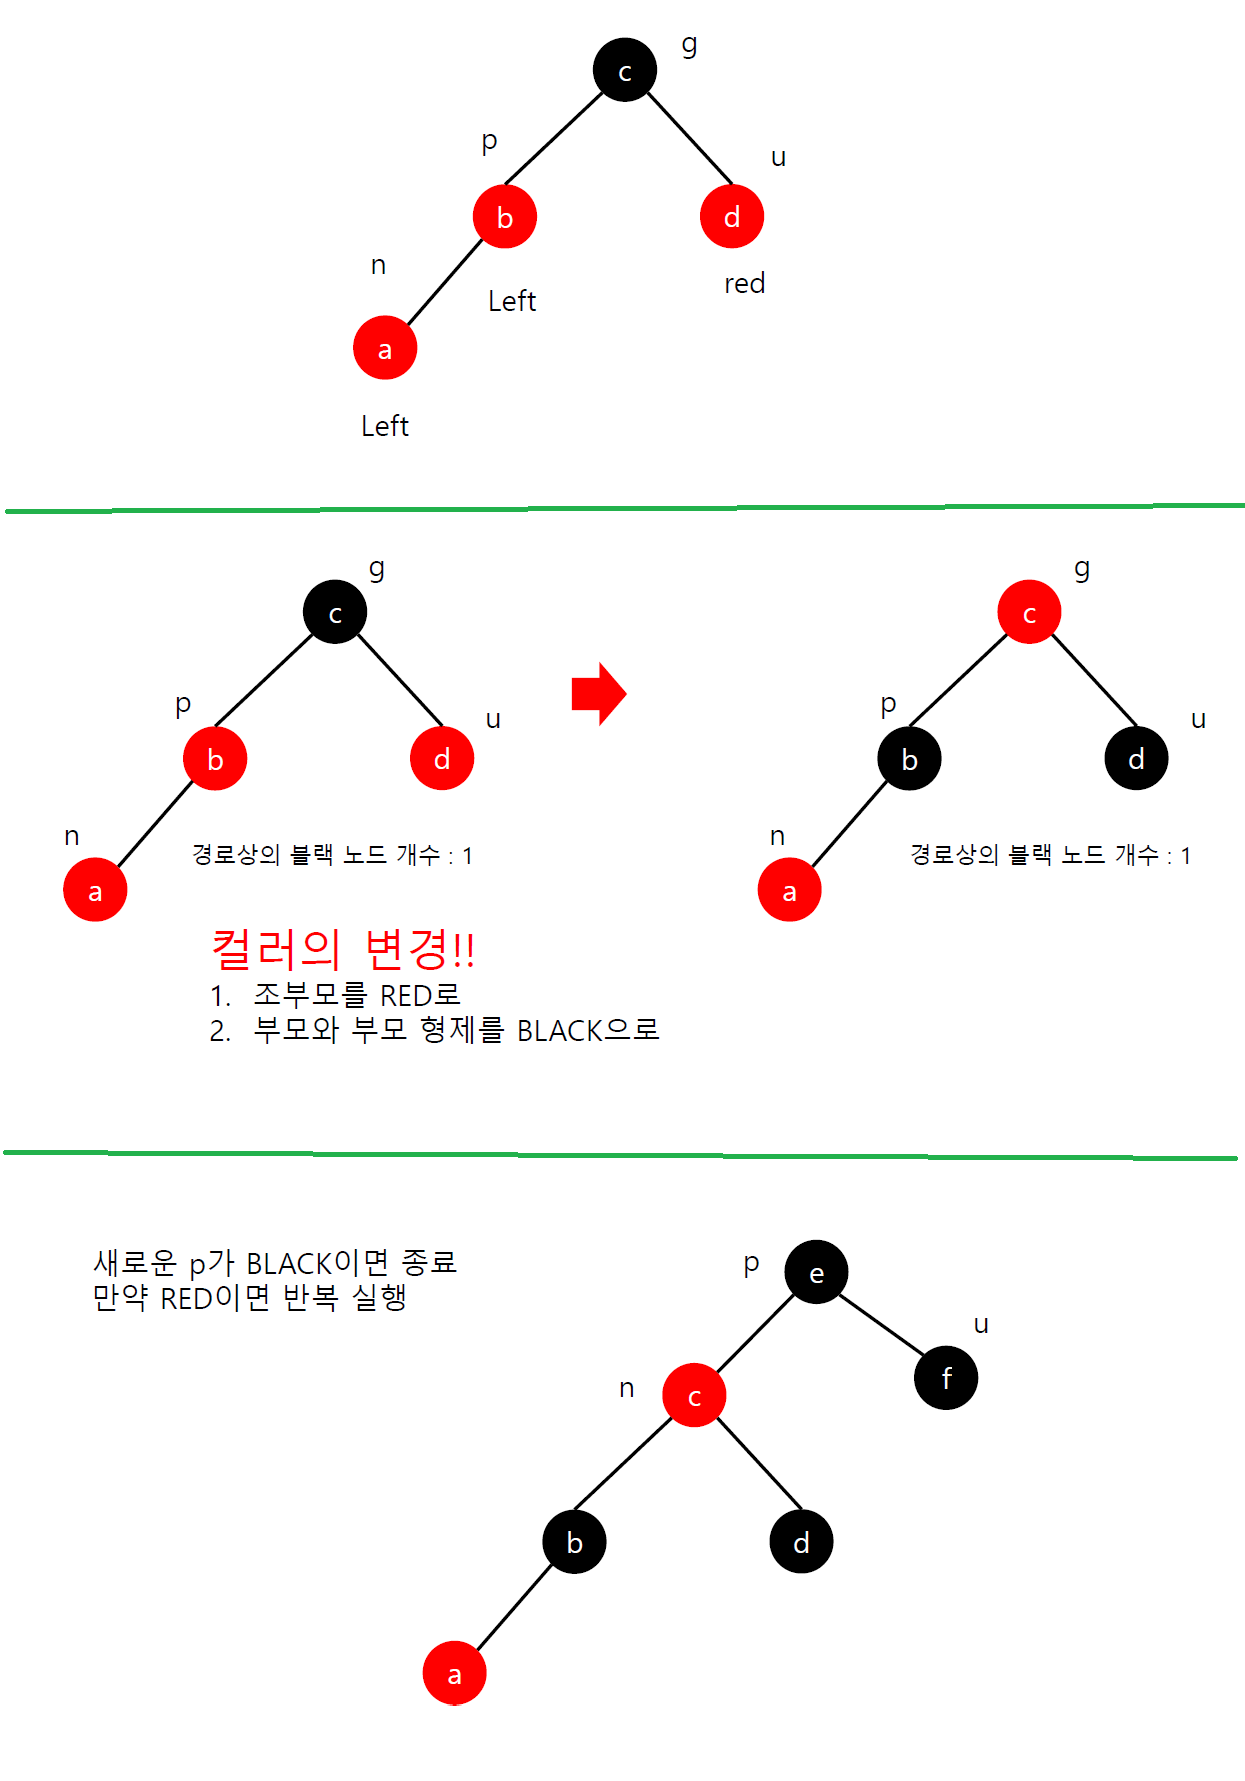 g
c
p
u
b
d
n
red
Left
a
Left
g
c
p
u
b
d
n
경로상의 블랙 노드 개수 : 1
a
g
c
p
u
b
d
n
경로상의 블랙 노드 개수 : 1
a
컬러의 변경!!
1. 조부모를 RED로
2. 부모와 부모 형제를 BLACK으로
새로운 p가 BLACK이면 종료
만약 RED이면 반복 실행
p
e
u
n
c
f
b
d
a